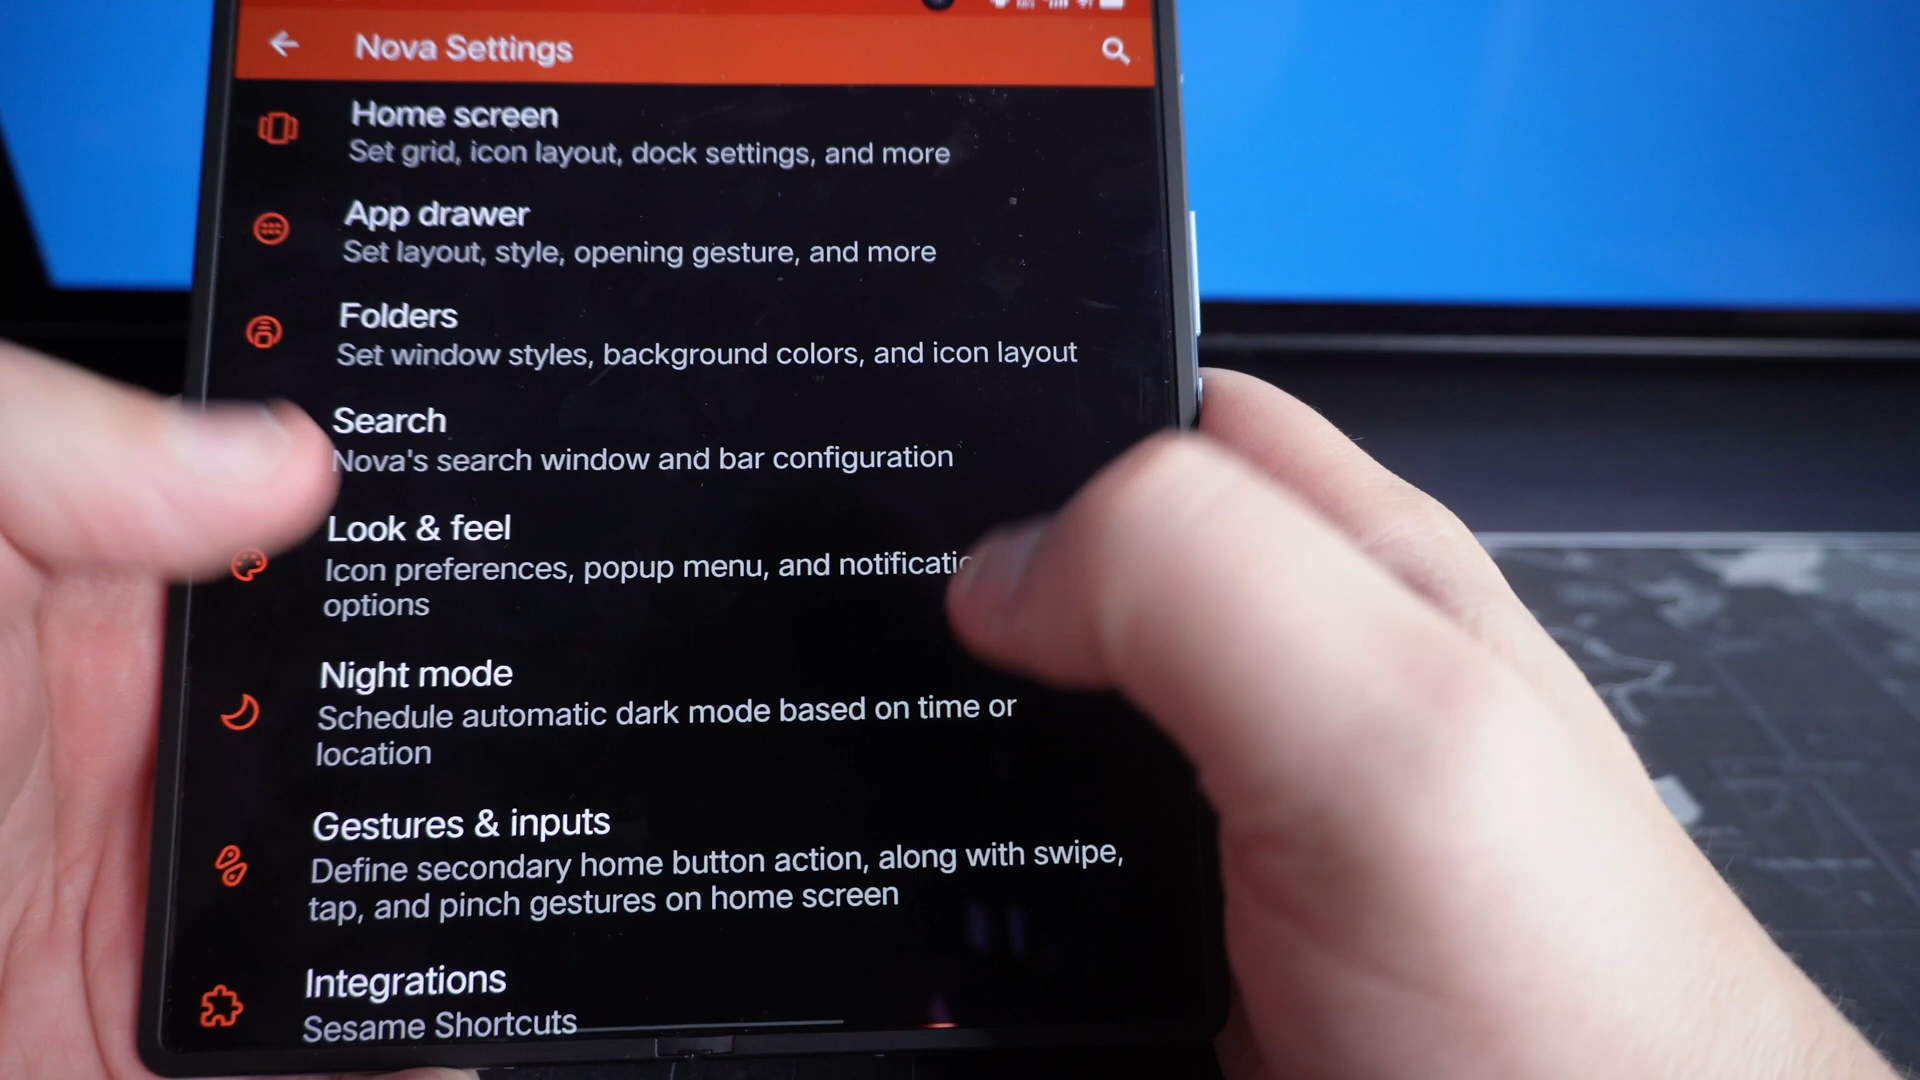 Nova Settings
Home screen
Set grid, icon layout, dock settings, and more
App drawer
Set layout, style, opening gesture, and more
Folders
Set window styles, background colors, and icon layout
Search
Nova's search window and bar configuration
Look & feel
Icon preferences, popup menu, and
options
Night mode
Schedule automatic dark mode based on time or
location
Gestures & inputs
Define secondary home button action, along with swipe,
tap, and pinch gestures on home screen
Integrations
Sesame Shortcuts